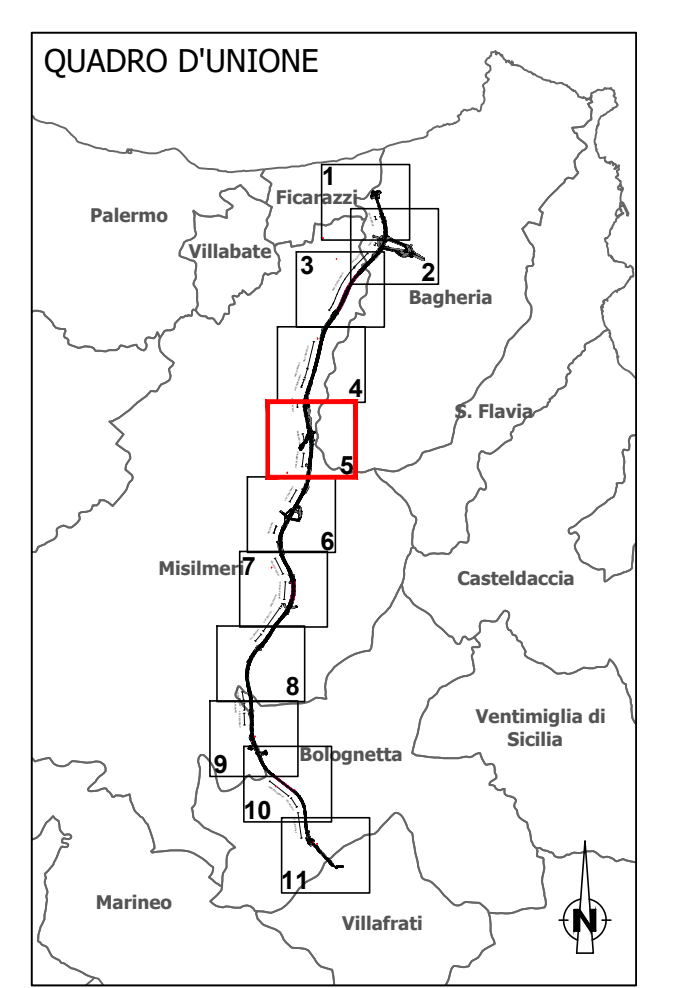 QUADRO D'UNIONE
1
Ficarazzi
Palermo
Villabate
3
2
Bagheria
4
S. Flavia
5
6
Misilmeri
7
Casteldaccia
8
Ventimiglia di
Sicilia
Bolognetta
9
10
11
Marineo
Villafrati
N